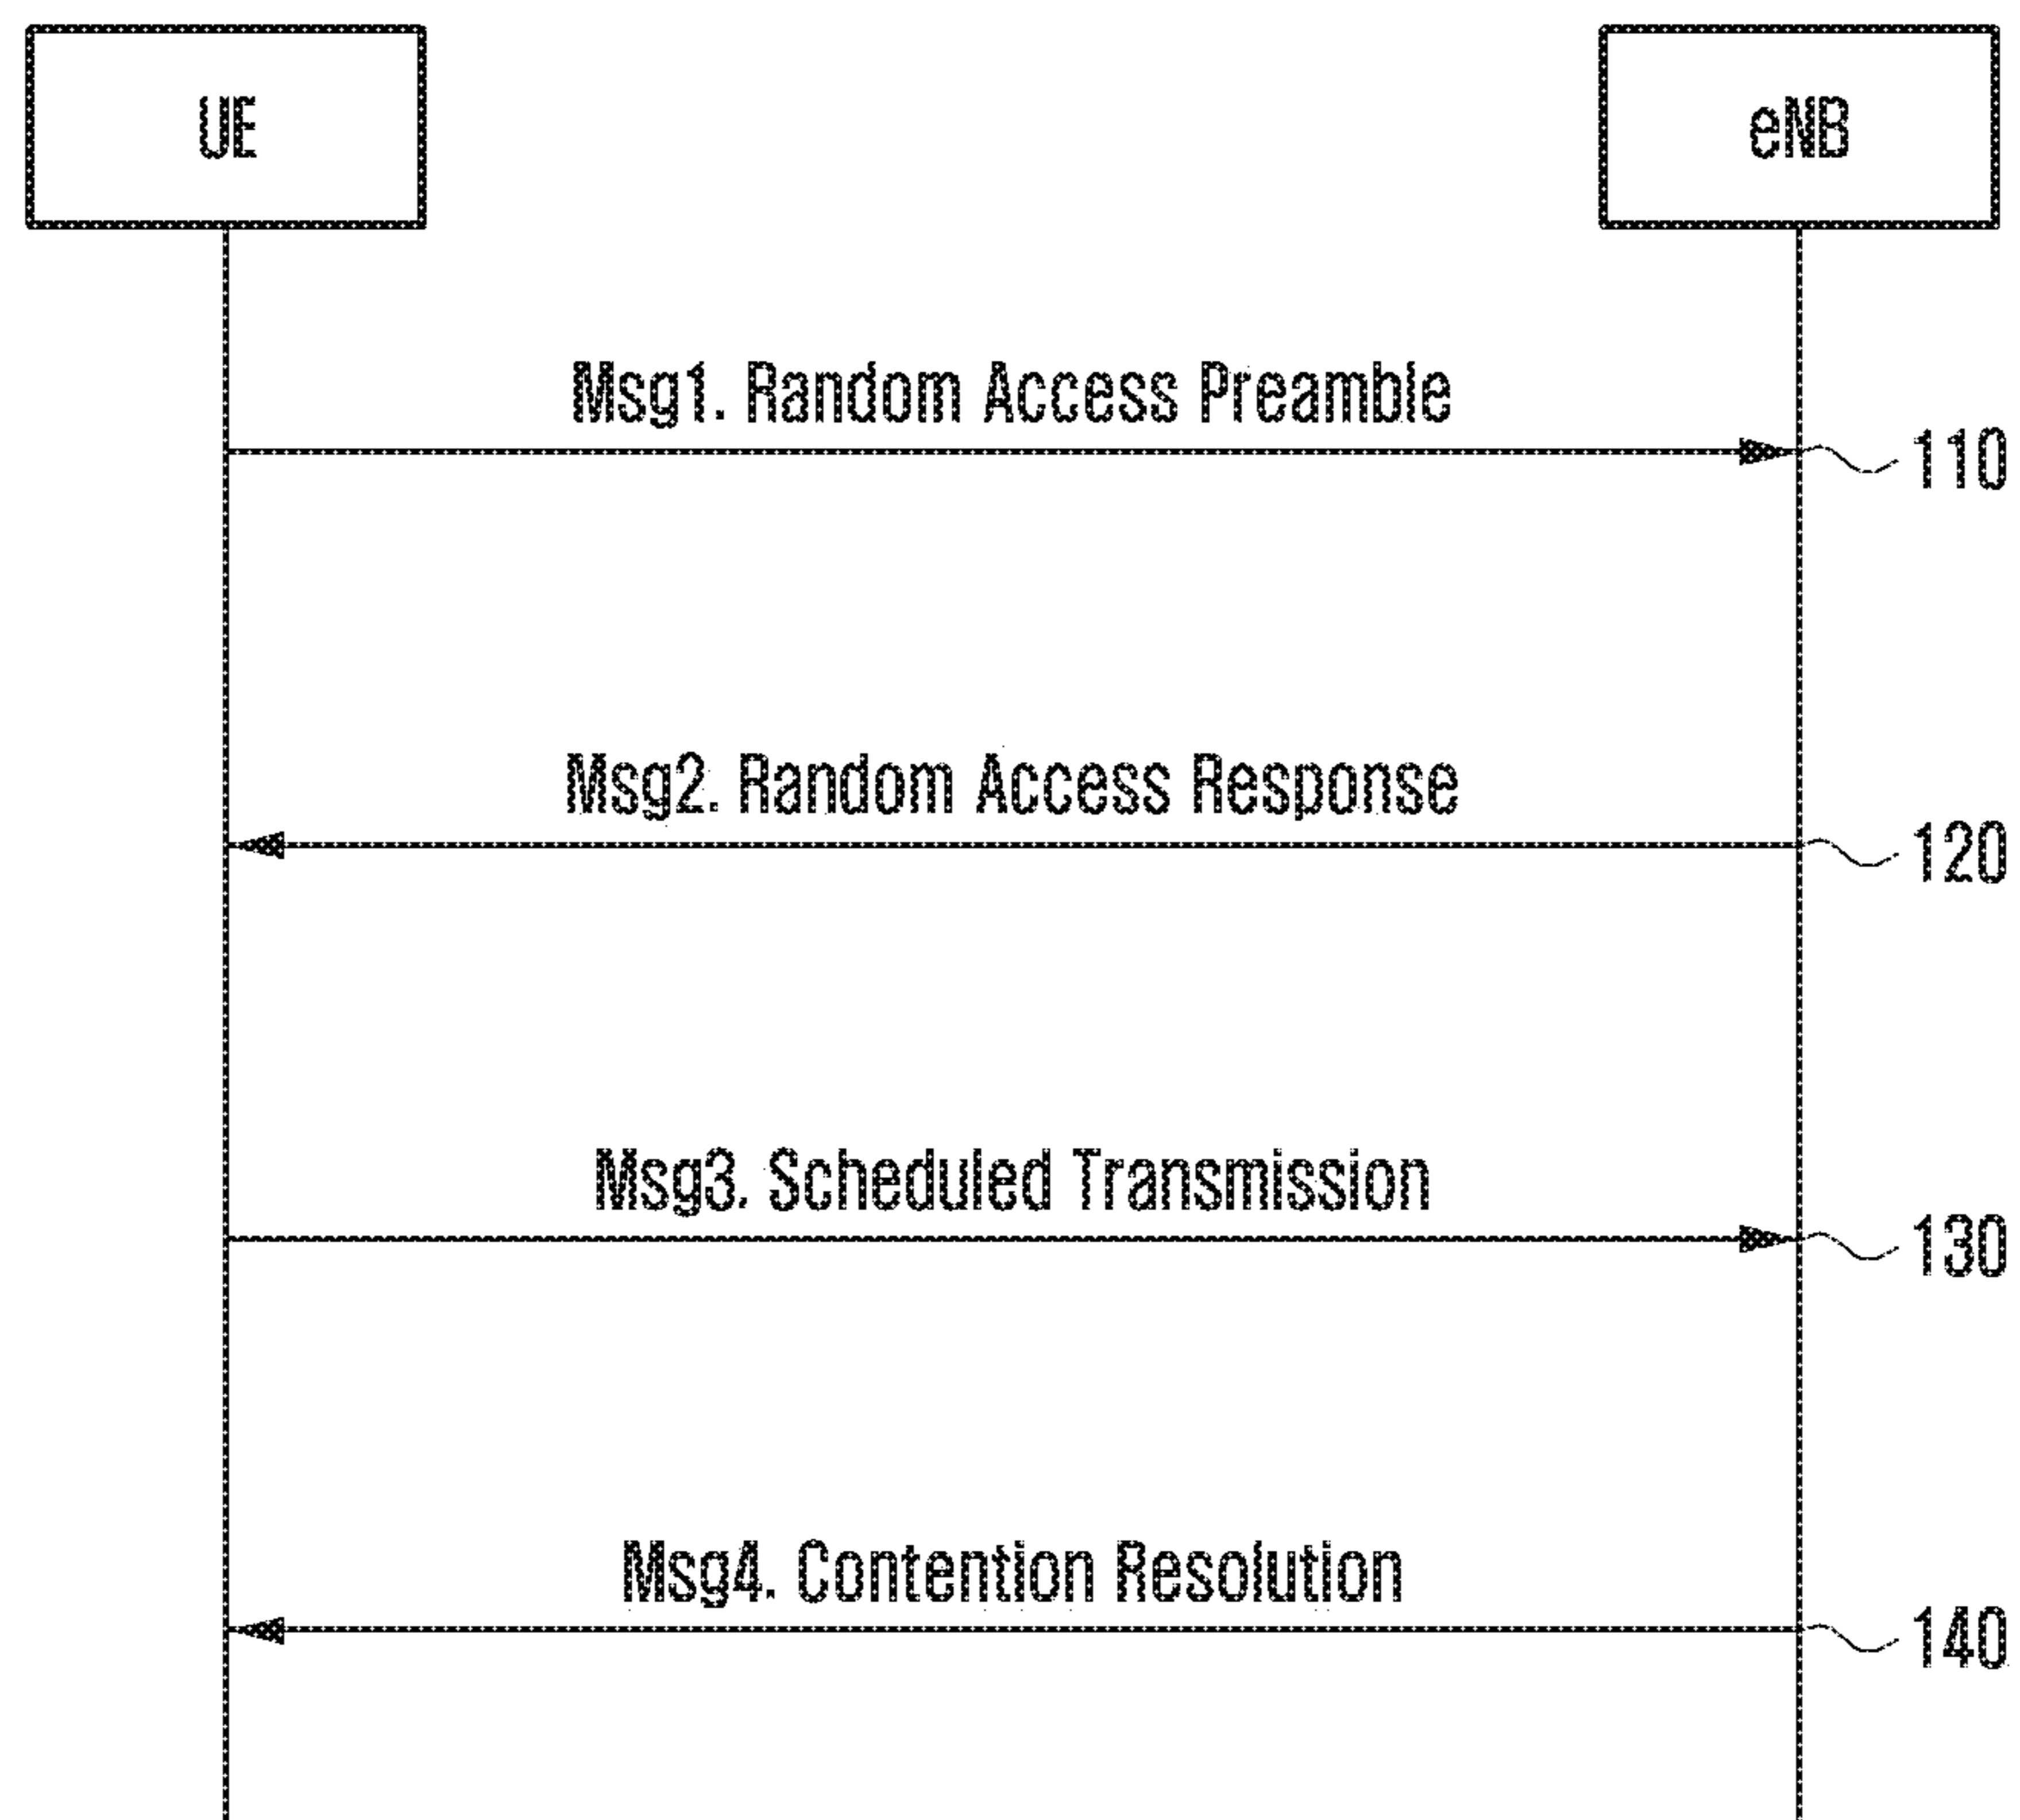 UE
eNB
Msg1. Random Access Preamble
110
Msg2. Random Access Response
120
Msg3. Scheduled Transmission
130
Msg4. Contention Resolution
140